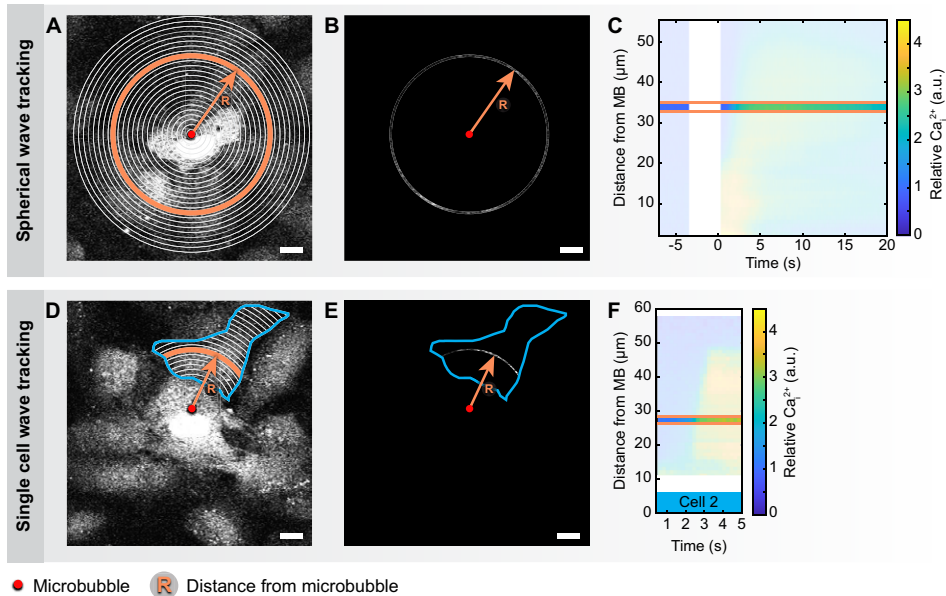 Spherical wave tracking
A
R
B
R
C
Distance from MB (µm)
50
40
30
20
10
-5
0
5
10
15
20
Time (s)
4
3
2
1
0
Relative Ca²⁺ᵢ (a.u.)
Single cell wave tracking
D
R
E
R
F
Distance from MB (µm)
60
50
40
30
20
10
0
Cell 2
1 2 3 4 5
Time (s)
4
3
2
1
0
Relative Ca²⁺ᵢ (a.u.)
Microbubble
R Distance from microbubble